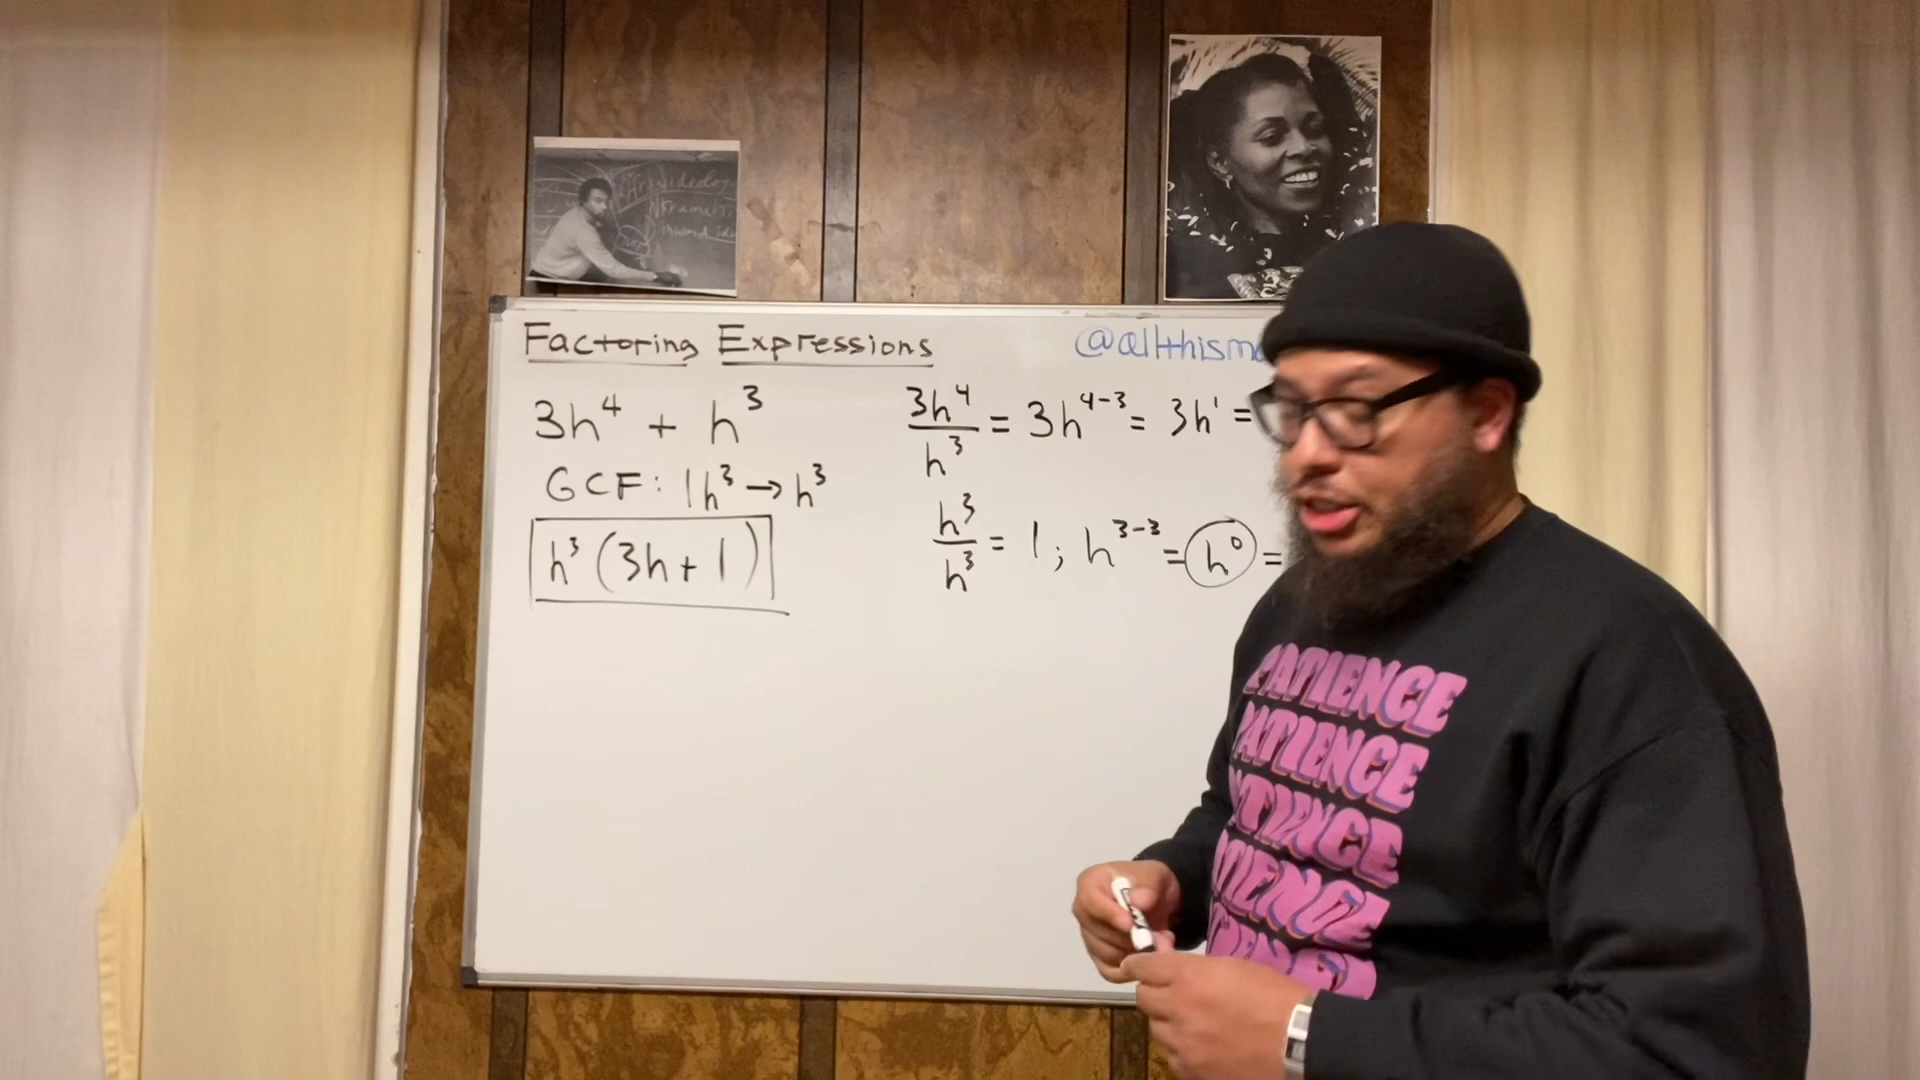 Factoring Expressions
@allthism
3h⁴ + h³
GCF: 1h³ → h³
h³ (3h + 1)
3h⁴/h³ = 3h⁴⁻³ = 3h¹ =
h³/h³ = 1 ; h³⁻³ = h⁰ =
PATIENCE
PATIENCE